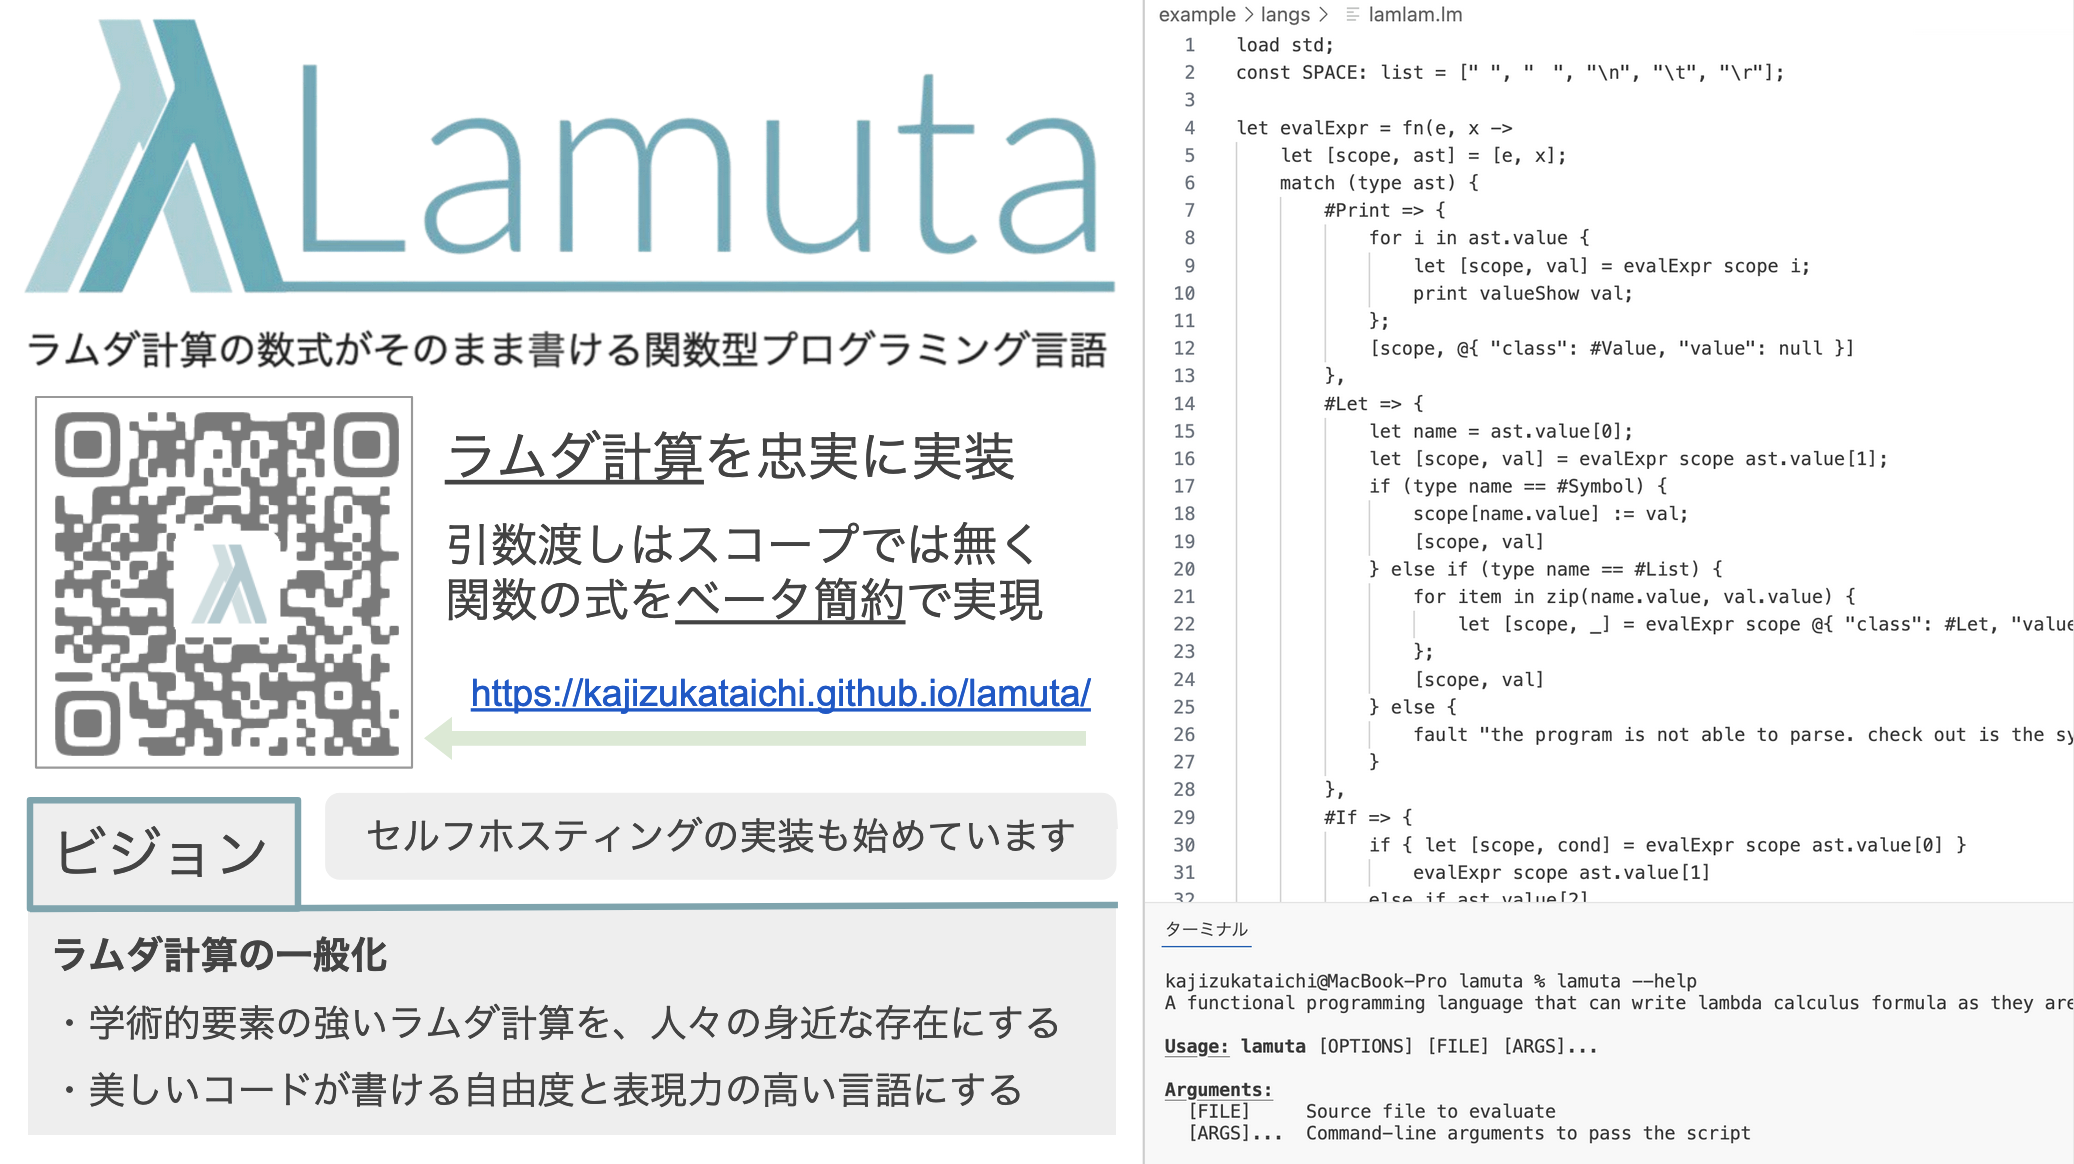 Lamuta
ラムダ計算の数式がそのまま書ける関数型プログラミング言語
ラムダ計算を忠実に実装
引数渡しはスコープでは無く
関数の式をベータ簡約で実現
https://kajizukataichi.github.io/lamuta/
ビジョン
セルフホスティングの実装も始めています
ラムダ計算の一般化
・学術的要素の強いラムダ計算を、人々の身近な存在にする
・美しいコードが書ける自由度と表現力の高い言語にする
example > langs > lamlam.lm
1 load std;
2 const SPACE: list = [" ", "　", "\n", "\t", "\r"];
3
4 let evalExpr = fn(e, x ->
5 let [scope, ast] = [e, x];
6 match (type ast) {
7 #Print => {
8 for i in ast.value {
9 let [scope, val] = evalExpr scope i;
10 print valueShow val;
11 };
12 [scope, @{ "class": #Value, "value": null }]
13 },
14 #Let => {
15 let name = ast.value[0];
16 let [scope, val] = evalExpr scope ast.value[1];
17 if (type name == #Symbol) {
18 scope[name.value] := val;
19 [scope, val]
20 } else if (type name == #List) {
21 for item in zip(name.value, val.value) {
22 let [scope, _] = evalExpr scope @{ "class": #Let, "value
23 };
24 [scope, val]
25 } else {
26 fault "the program is not able to parse. check out is the sy
27 }
28 },
29 #If => {
30 if { let [scope, cond] = evalExpr scope ast.value[0] }
31 evalExpr scope ast.value[1]
32 else if ast.value[2]
ターミナル
kajizukataichi@MacBook-Pro lamuta % lamuta --help
A functional programming language that can write lambda calculus formula as they are
Usage: lamuta [OPTIONS] [FILE] [ARGS]...
Arguments:
[FILE] Source file to evaluate
[ARGS]... Command-line arguments to pass the script